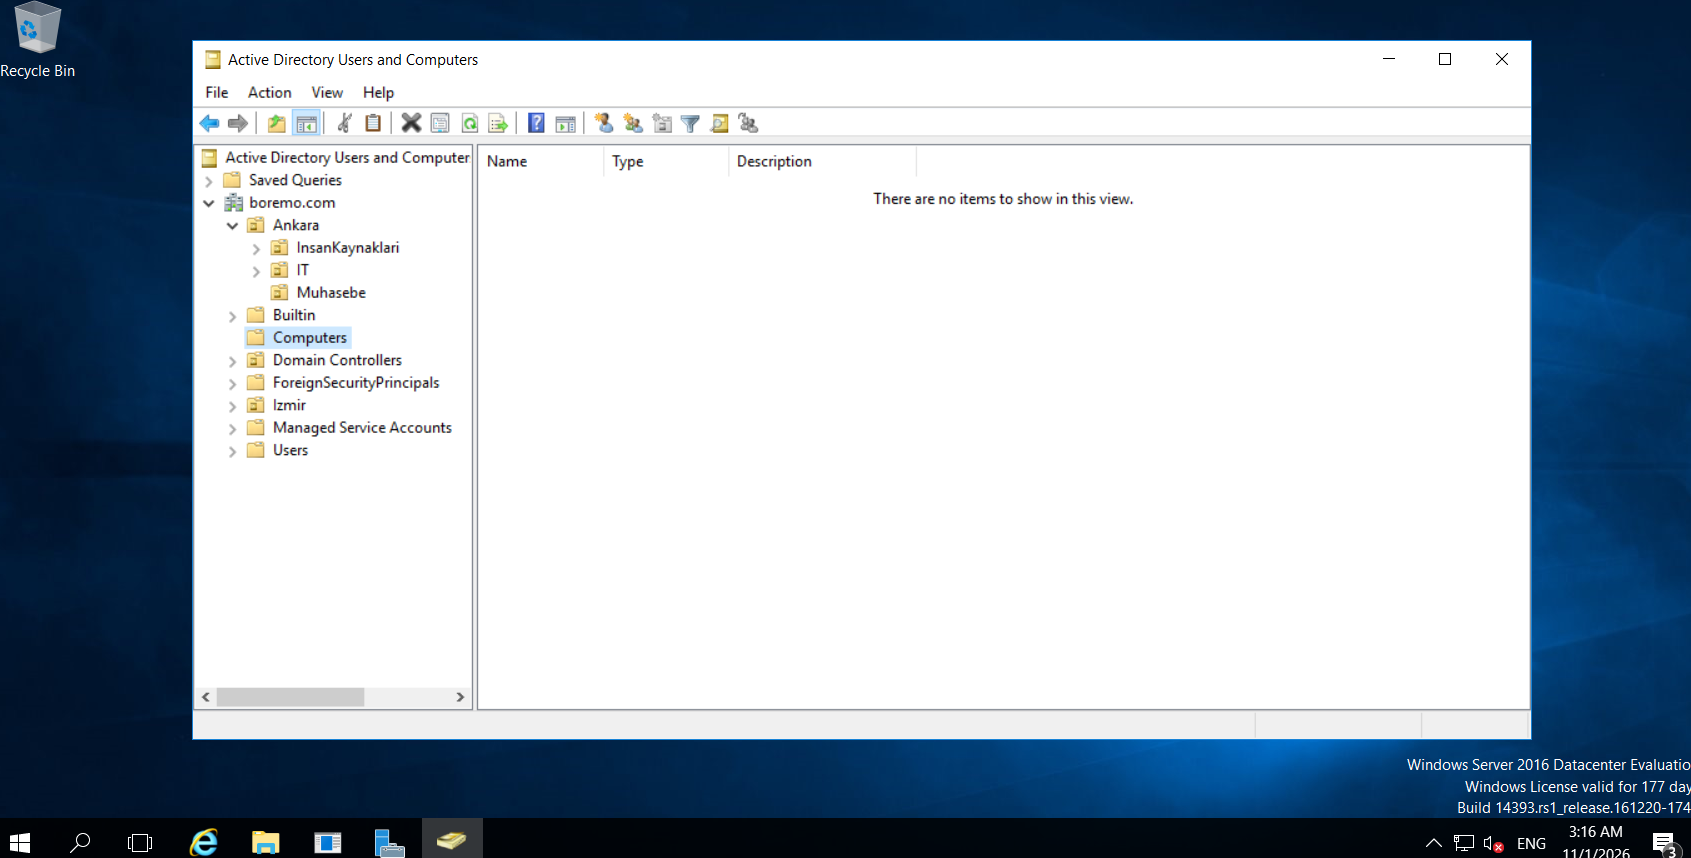 Recycle Bin
Active Directory Users and Computers
File Action View Help
Active Directory Users and Computer
Saved Queries
boremo.com
Ankara
InsanKaynaklari
IT
Muhasebe
Builtin
Computers
Domain Controllers
ForeignSecurityPrincipals
Izmir
Managed Service Accounts
Users
Name Type Description
There are no items to show in this view.
Windows Server 2016 Datacenter Evaluatio
Windows License valid for 177 day
Build 14393.rs1_release.161220-174
ENG
3:16 AM
11/1/2026
3